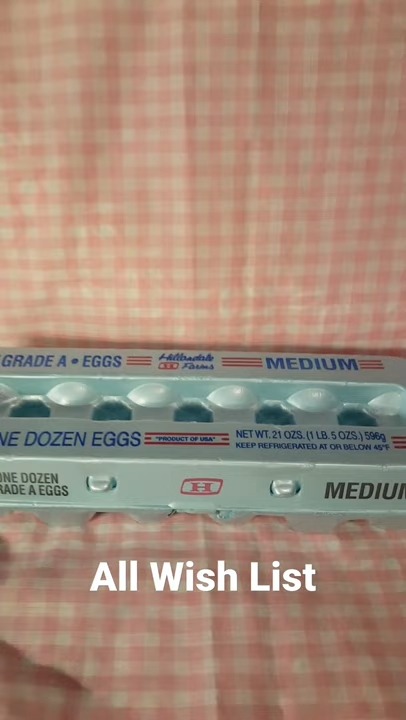 GRADE A • EGGS Hillandale Farms MEDIUM
NE DOZEN EGGS "PRODUCT OF USA" NET WT. 21 OZS. (1 LB. 5 OZS.) 596g
KEEP REFRIGERATED AT OR BELOW 45°F
ONE DOZEN
RADE A EGGS
H
MEDIUM
All Wish List